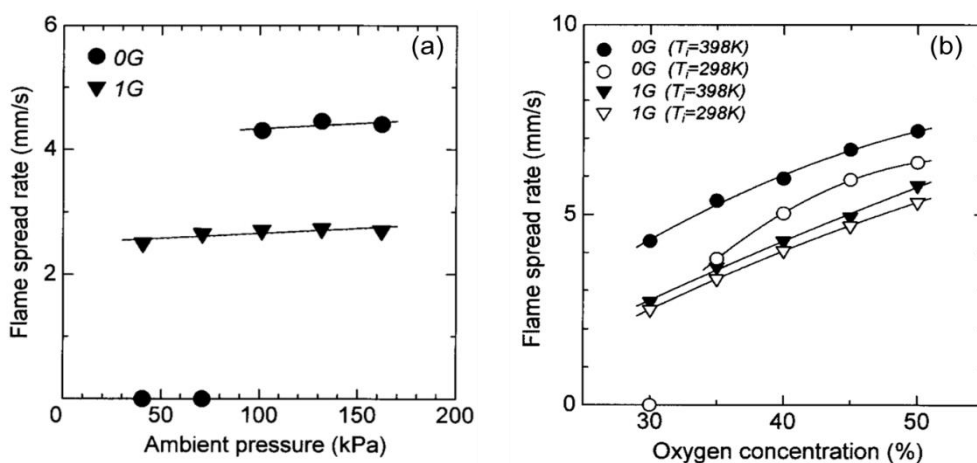 (a)
0G
1G
Flame spread rate (mm/s)
6
4
2
0
0 50 100 150 200
Ambient pressure (kPa)
(b)
0G (Ti=398K)
0G (Ti=298K)
1G (Ti=398K)
1G (Ti=298K)
Flame spread rate (mm/s)
10
5
0
30 40 50
Oxygen concentration (%)